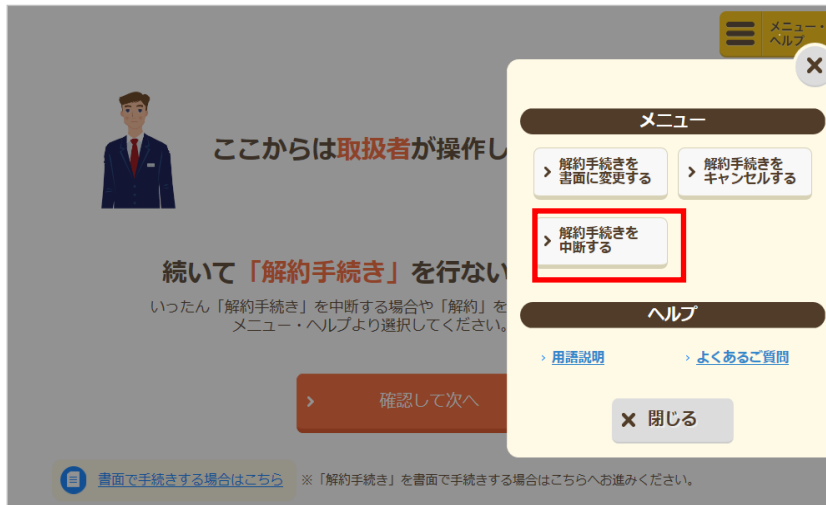 メニュー・
ヘルプ
ここからは取扱者が操作し
続いて「解約手続き」を行ない
いったん「解約手続き」を中断する場合や「解約」を
メニュー・ヘルプより選択してください。
確認して次へ
書面で手続きする場合はこちら ※「解約手続き」を書面で手続きする場合はこちらへお進みください。
メニュー
解約手続きを
書面に変更する
解約手続きを
キャンセルする
解約手続きを
中断する
ヘルプ
用語説明
よくあるご質問
閉じる